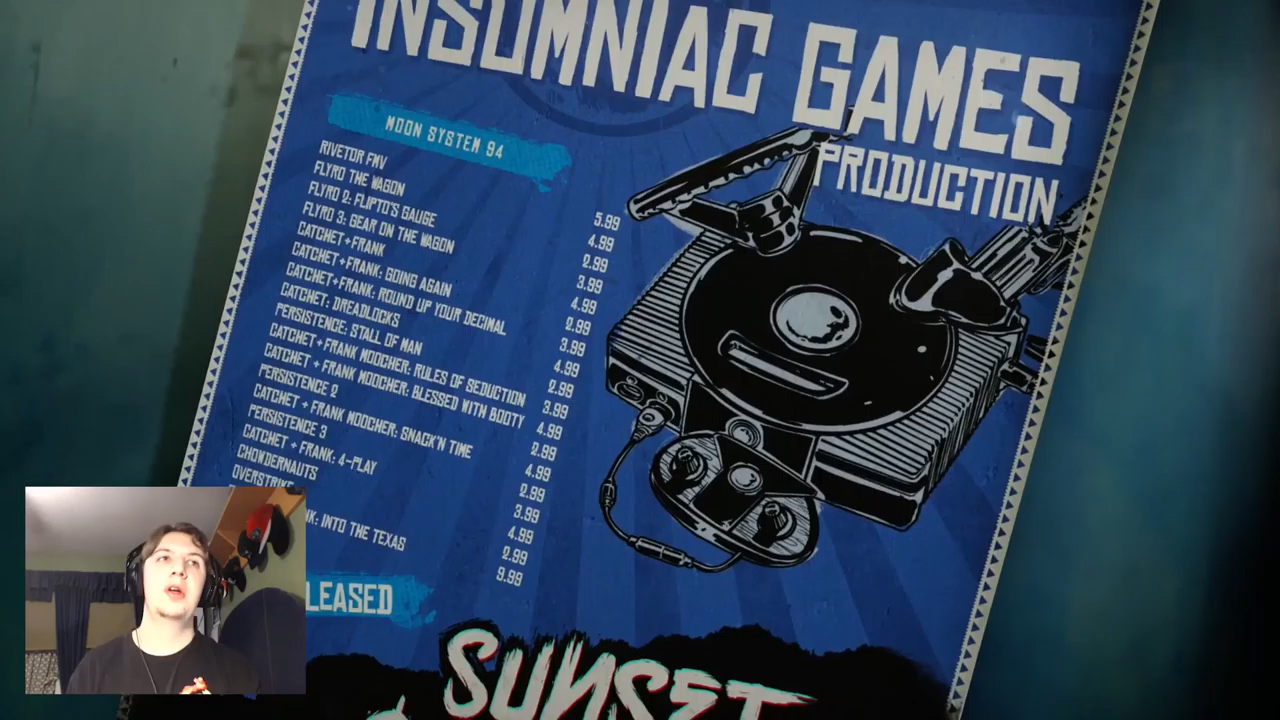 INSOMNIAC GAMES
PRODUCTION
MOON SYSTEM 94
RIVETOR FMV 5.99
FLYRO THE WAGON 4.99
FLYRO 2: FLIPTO'S GAUGE 2.99
FLYRO 3: GEAR ON THE WAGON 3.99
CATCHET+FRANK 4.99
CATCHET+FRANK: GOING AGAIN 2.99
CATCHET+FRANK: ROUND UP YOUR DECIMAL 3.99
CATCHET: DREADLOCKS 4.99
PERSISTENCE: STALL OF MAN 2.99
CATCHET+FRANK MOOCHER: RULES OF SEDUCTION 3.99
CATCHET + FRANK MOOCHER: BLESSED WITH BOOTY 4.99
PERSISTENCE 2 2.99
CATCHET + FRANK MOOCHER: SNACK'N TIME 4.99
PERSISTENCE 3 2.99
CATCHET + FRANK: 4-PLAY 3.99
CHOWDERNAUTS 4.99
OVERSTRIKE 2.99
NK: INTO THE TEXAS 9.99
LEASED
SUNSET